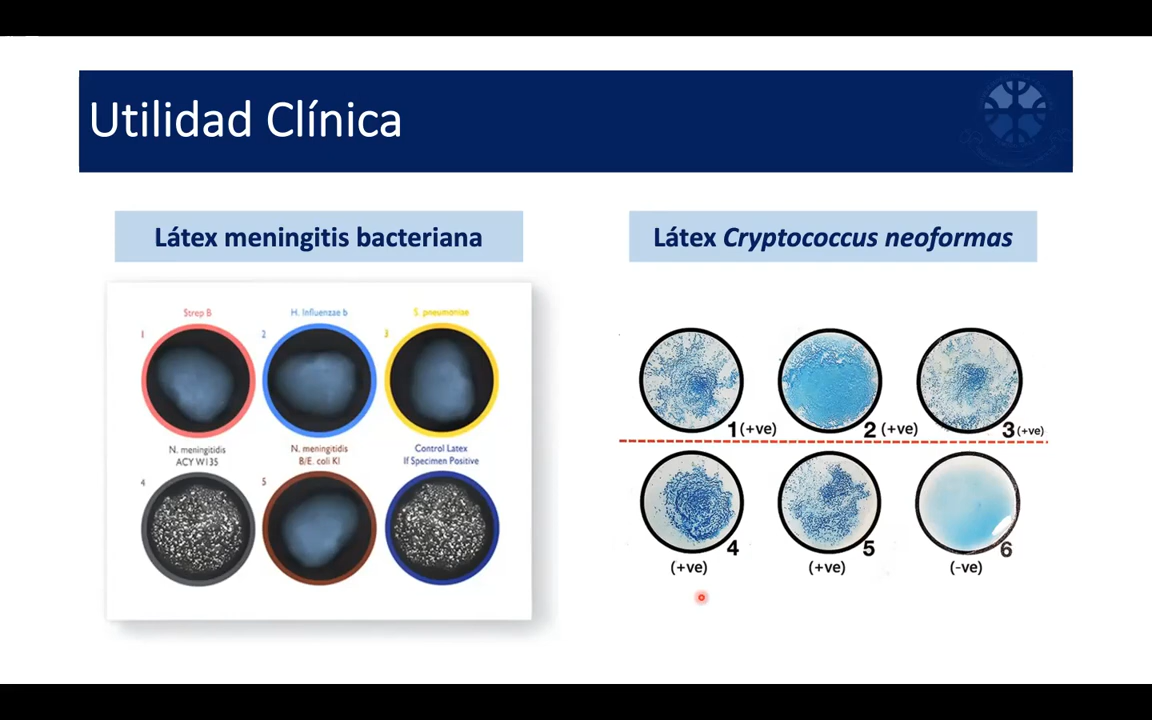 Utilidad Clínica
Látex meningitis bacteriana
Strep B
H. Influenzae b
S. pneumoniae
1
2
3
N. meningitidis
ACY W135
N. meningitidis
B/E. coli K1
Control Latex
If Specimen Positive
4
5
Látex Cryptococcus neoformas
1 (+ve)
2 (+ve)
3 (+ve)
4
5
6
(+ve)
(+ve)
(-ve)